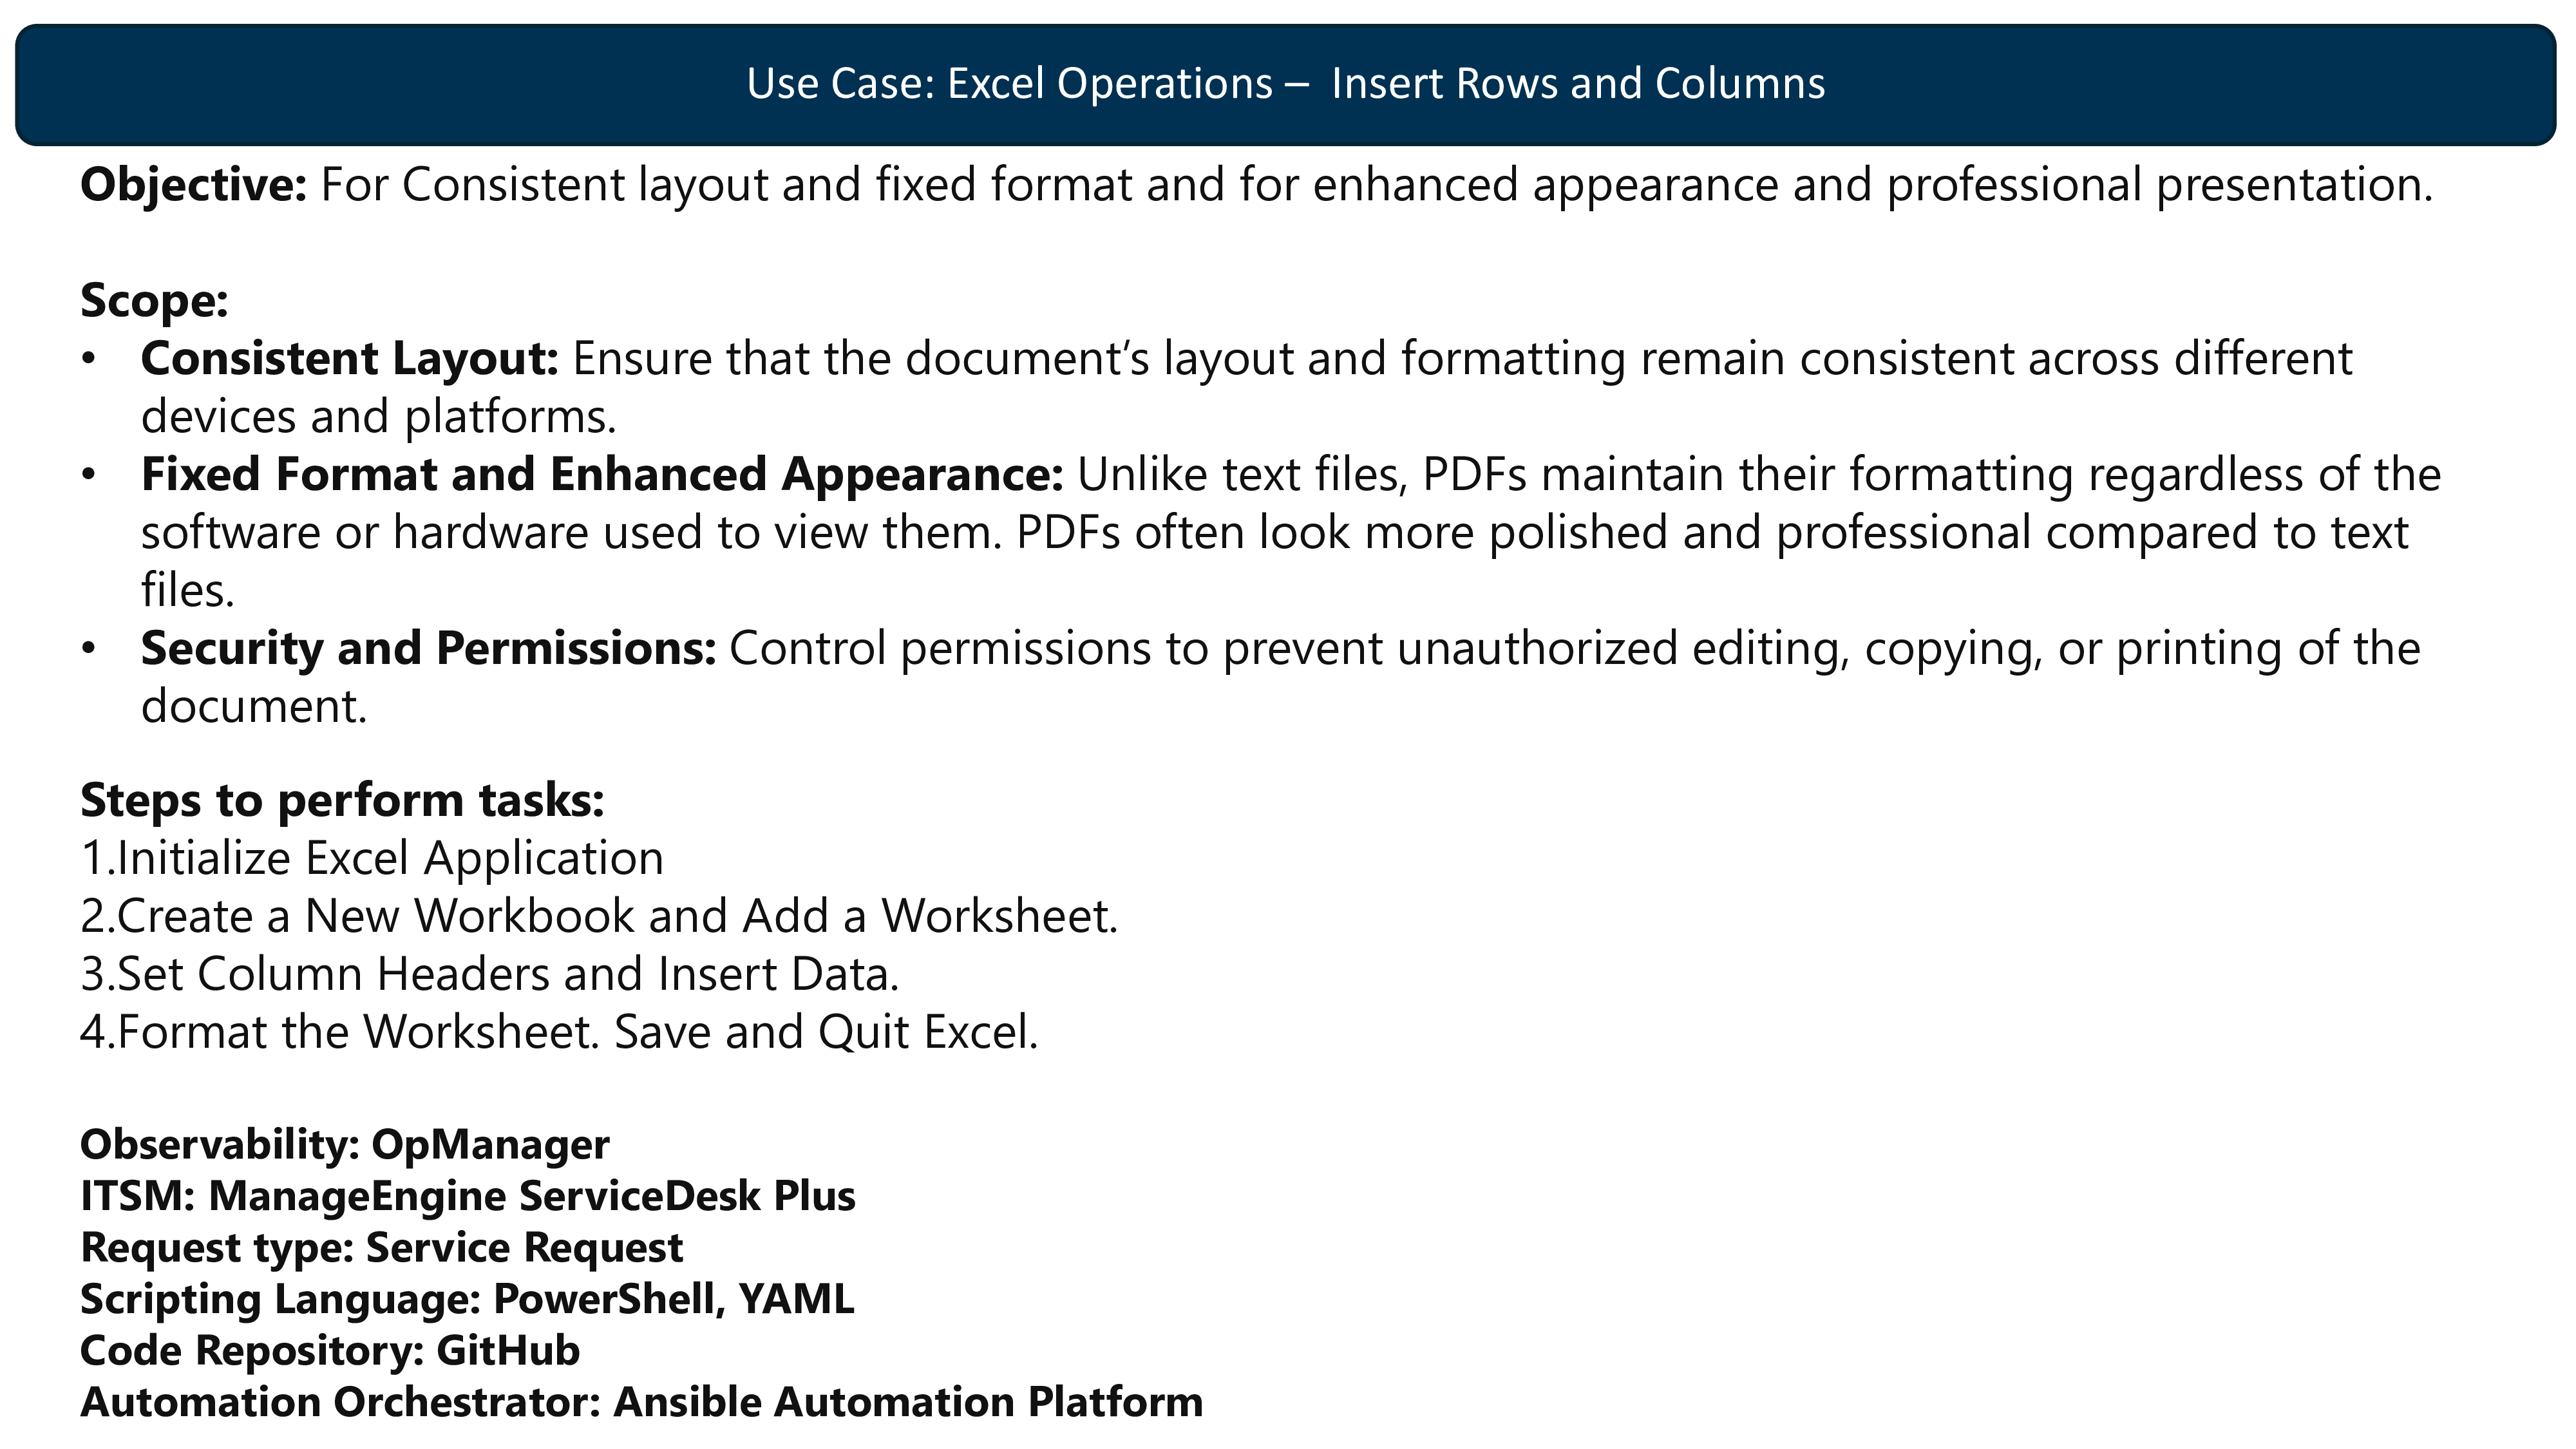 Use Case: Excel Operations –  Insert Rows and Columns
Objective: For Consistent layout and fixed format and for enhanced appearance and professional presentation.
Scope:
• Consistent Layout: Ensure that the document’s layout and formatting remain consistent across different
devices and platforms.
• Fixed Format and Enhanced Appearance: Unlike text files, PDFs maintain their formatting regardless of the
software or hardware used to view them. PDFs often look more polished and professional compared to text
files.
• Security and Permissions: Control permissions to prevent unauthorized editing, copying, or printing of the
document.
Steps to perform tasks:
1.Initialize Excel Application
2.Create a New Workbook and Add a Worksheet.
3.Set Column Headers and Insert Data.
4.Format the Worksheet. Save and Quit Excel.
Observability: OpManager
ITSM: ManageEngine ServiceDesk Plus
Request type: Service Request
Scripting Language: PowerShell, YAML
Code Repository: GitHub
Automation Orchestrator: Ansible Automation Platform